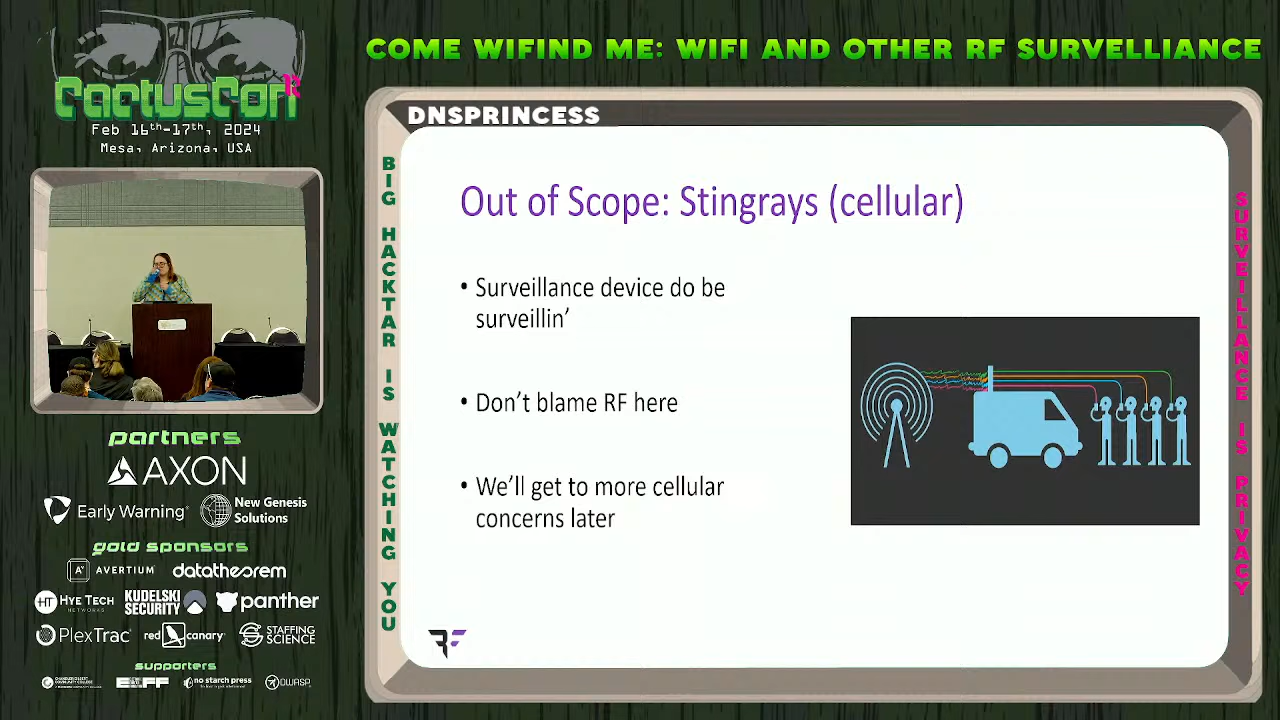 CactusCon
Feb 16th-17th, 2024
Mesa, Arizona, USA
COME WIFIND ME: WIFI AND OTHER RF SURVELLIANCE
DNSPRINCESS
BIG HACKTAR IS WATCHING YOU
Out of Scope: Stingrays (cellular)
• Surveillance device do be
surveillin’
• Don’t blame RF here
• We’ll get to more cellular
concerns later
RF
SURVEILLANCE IS PRIVACY
partners
AXON
Early Warning
New Genesis
Solutions
gold sponsors
A+ AVERTIUM
datatheorem
HT HYE TECH
NETWORKS
KUDELSKI
SECURITY
panther
PlexTrac
red canary
STAFFING
SCIENCE
supporters
EFF
no starch press
OWASP